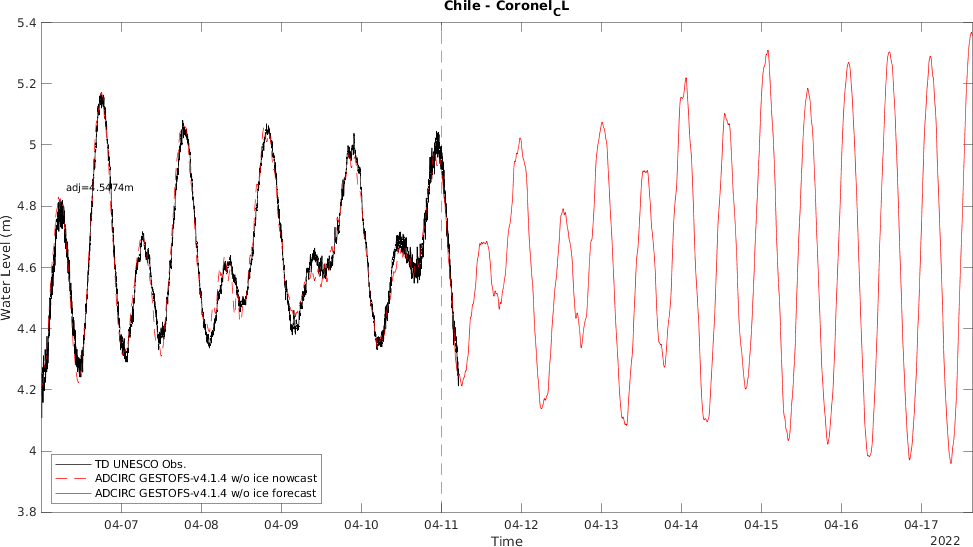 Chile - Coronel_CL
5.4
5.2
5
4.8
4.6
4.4
4.2
4
3.8
Water Level (m)
adj=4.5474m
TD UNESCO Obs.
ADCIRC GESTOFS-v4.1.4 w/o ice nowcast
ADCIRC GESTOFS-v4.1.4 w/o ice forecast
04-07 04-08 04-09 04-10 04-11 04-12 04-13 04-14 04-15 04-16 04-17
Time
2022